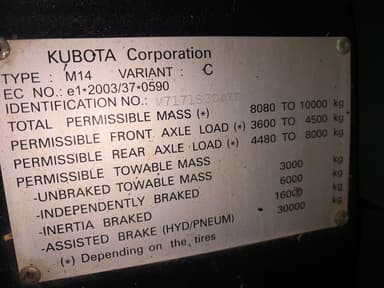 KUBOTA Corporation
TYPE : M14 VARIANT : C
EC NO.: e1*2003/37*0590
IDENTIFICATION NO.:
TOTAL PERMISSIBLE MASS (*) 8080 TO 10000 kg
PERMISSIBLE FRONT AXLE LOAD (*) 3600 TO 4500 kg
PERMISSIBLE REAR AXLE LOAD (*) 4480 TO 8000 kg
PERMISSIBLE TOWABLE MASS
-UNBRAKED TOWABLE MASS 3000 kg
-INDEPENDENTLY BRAKED 6000 kg
-INERTIA BRAKED 16000 kg
-ASSISTED BRAKE (HYD/PNEUM) 30000 kg
(*) Depending on the tires